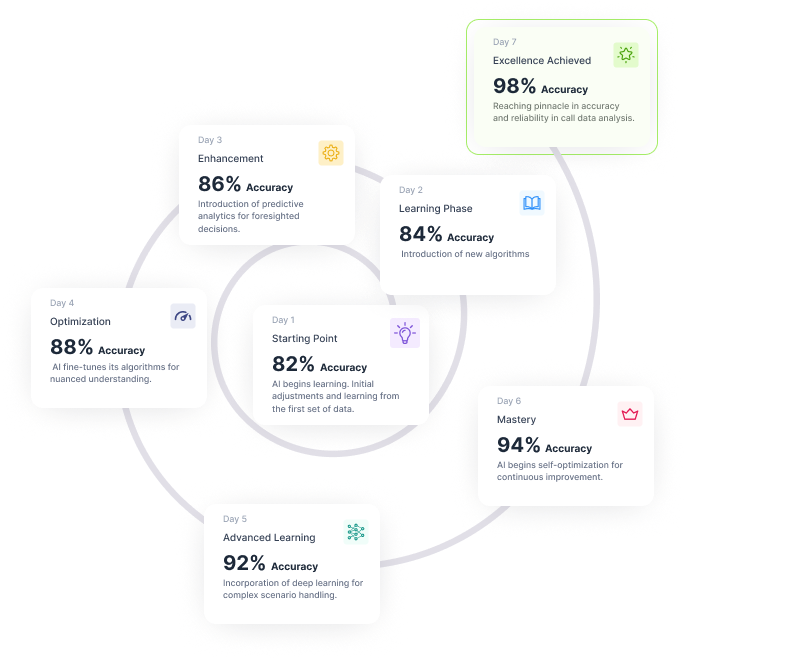 Day 7
Excellence Achieved
98% Accuracy
Reaching pinnacle in accuracy
and reliability in call data analysis.
Day 3
Enhancement
86% Accuracy
Introduction of predictive
analytics for foresighted
decisions.
Day 2
Learning Phase
84% Accuracy
Introduction of new algorithms
Day 4
Optimization
88% Accuracy
AI fine-tunes its algorithms for
nuanced understanding.
Day 1
Starting Point
82% Accuracy
AI begins learning. Initial
adjustments and learning from
the first set of data.
Day 6
Mastery
94% Accuracy
AI begins self-optimization for
continuous improvement.
Day 5
Advanced Learning
92% Accuracy
Incorporation of deep learning for
complex scenario handling.